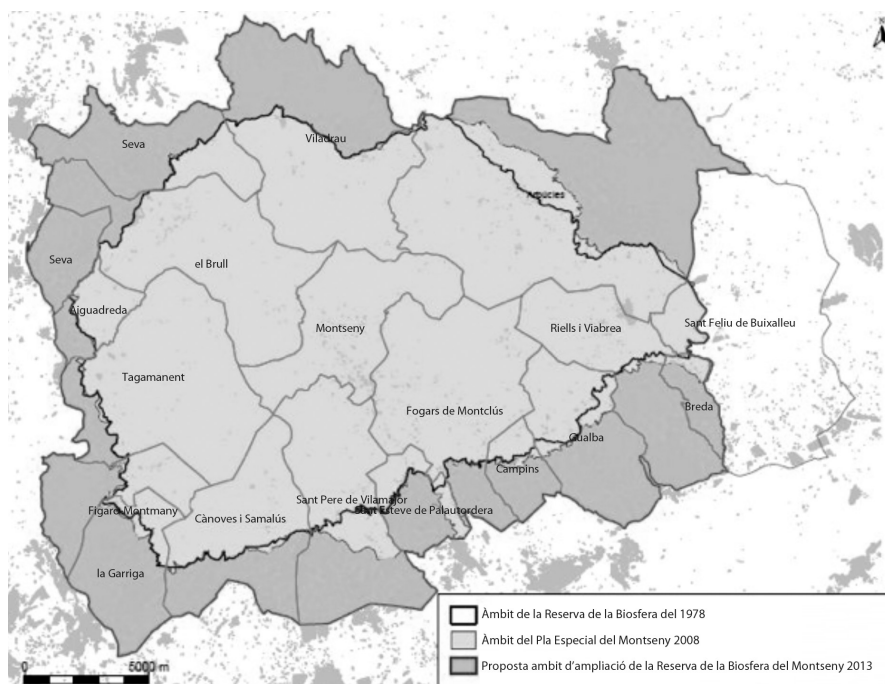 Seva
Viladrau
Arbúcies
Seva
el Brull
Aiguadreda
Montseny
Riells i Viabrea
Sant Feliu de Buixalleu
Tagamanent
Fogars de Montclús
Breda
Gualba
Campins
Sant Pere de Vilamajor
Figaró-Montmany
Cànoves i Samalús
Sant Esteve de Palautordera
la Garriga
Àmbit de la Reserva de la Biosfera del 1978
Àmbit del Pla Especial del Montseny 2008
Proposta ambit d'ampliació de la Reserva de la Biosfera del Montseny 2013
0 5000 m